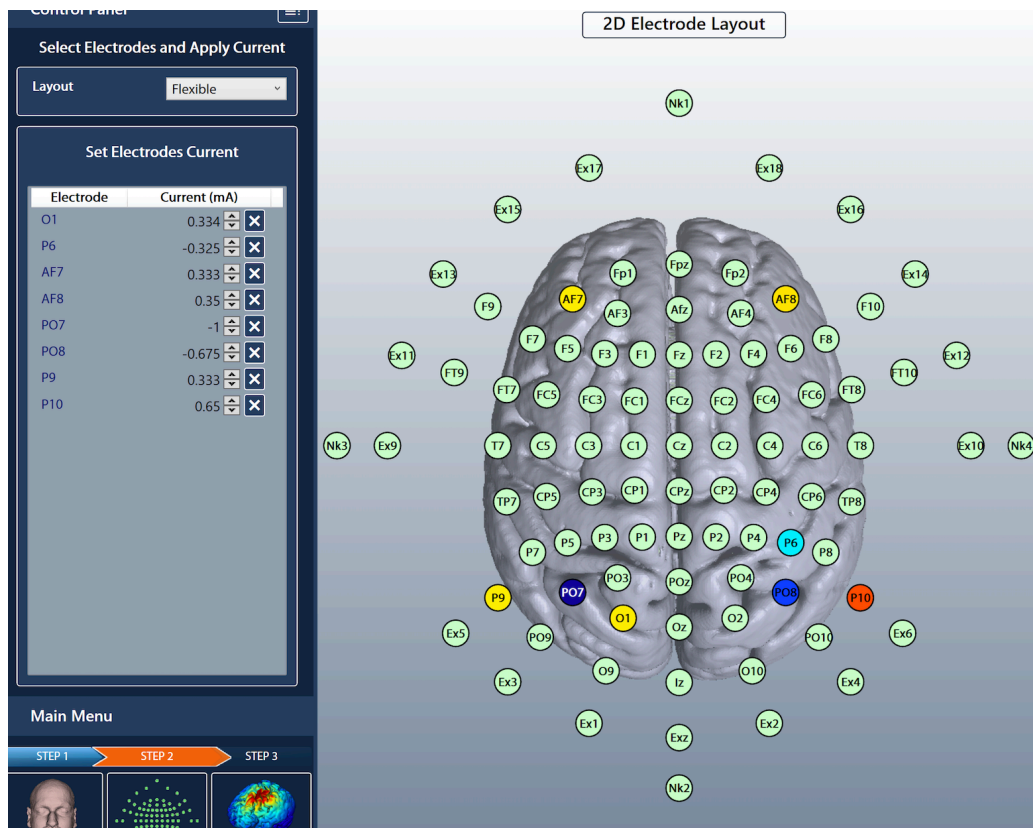 Control Panel
Select Electrodes and Apply Current
Layout
Flexible
Set Electrodes Current
Electrode Current (mA)
O1 0.334
P6 -0.325
AF7 0.333
AF8 0.35
PO7 -1
PO8 -0.675
P9 0.333
P10 0.65
Main Menu
STEP 1 STEP 2 STEP 3
2D Electrode Layout
Nk1
Ex17 Ex18
Ex15 Ex16
Fpz
Ex13 Fp1 Fp2 Ex14
AF7 AF8
F9 AF3 Afz AF4 F10
F7 F8
F5 F3 F1 Fz F2 F4 F6
Ex11 Ex12
FT9 FT10
FT7 FC5 FC3 FC1 FCz FC2 FC4 FC6 FT8
Nk3 Ex9 T7 C5 C3 C1 Cz C2 C4 C6 T8 Ex10 Nk4
TP7 CP5 CP3 CP1 CPz CP2 CP4 CP6 TP8
P7 P5 P3 P1 Pz P2 P4 P6 P8
PO3 POz PO4
P9 PO7 PO8 P10
O1 Oz O2
Ex5 PO9 PO10 Ex6
O9 O10
Ex3 Iz Ex4
Ex1 Ex2
Exz
Nk2